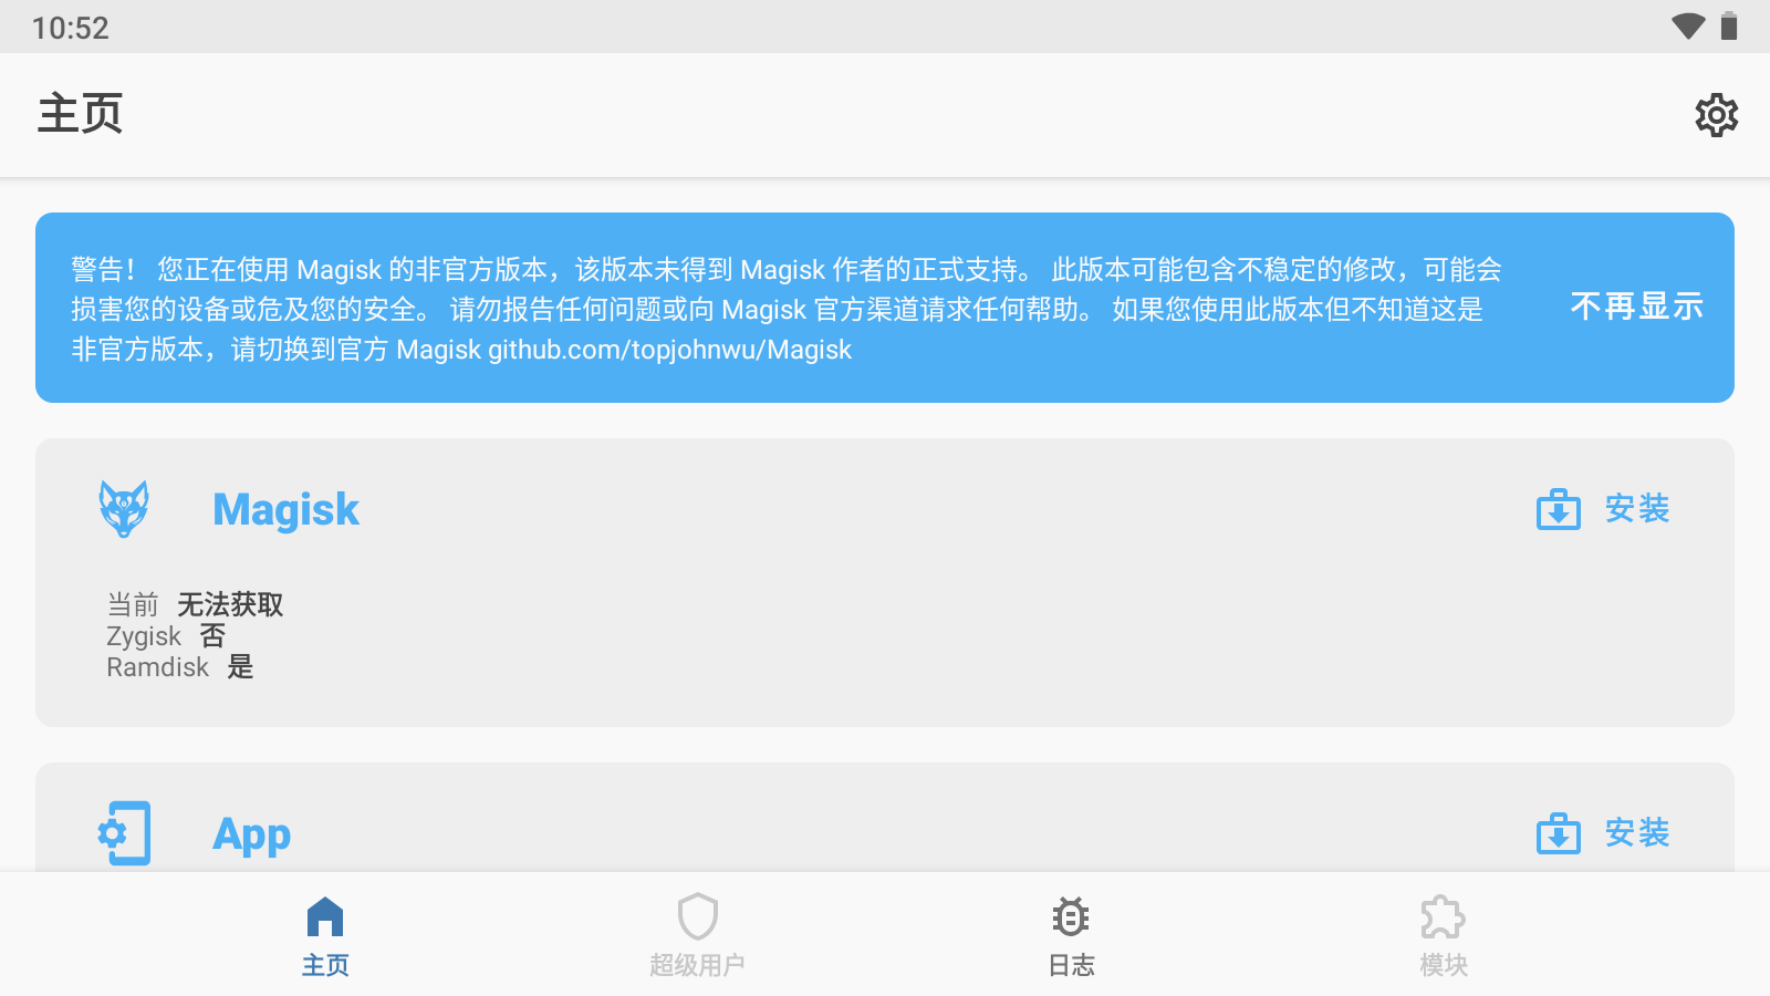 10:52
主页
警告！ 您正在使用 Magisk 的非官方版本，该版本未得到 Magisk 作者的正式支持。 此版本可能包含不稳定的修改，可能会
损害您的设备或危及您的安全。 请勿报告任何问题或向 Magisk 官方渠道请求任何帮助。 如果您使用此版本但不知道这是
非官方版本，请切换到官方 Magisk github.com/topjohnwu/Magisk
不再显示
Magisk
安装
当前 无法获取
Zygisk 否
Ramdisk 是
App
安装
主页
超级用户
日志
模块